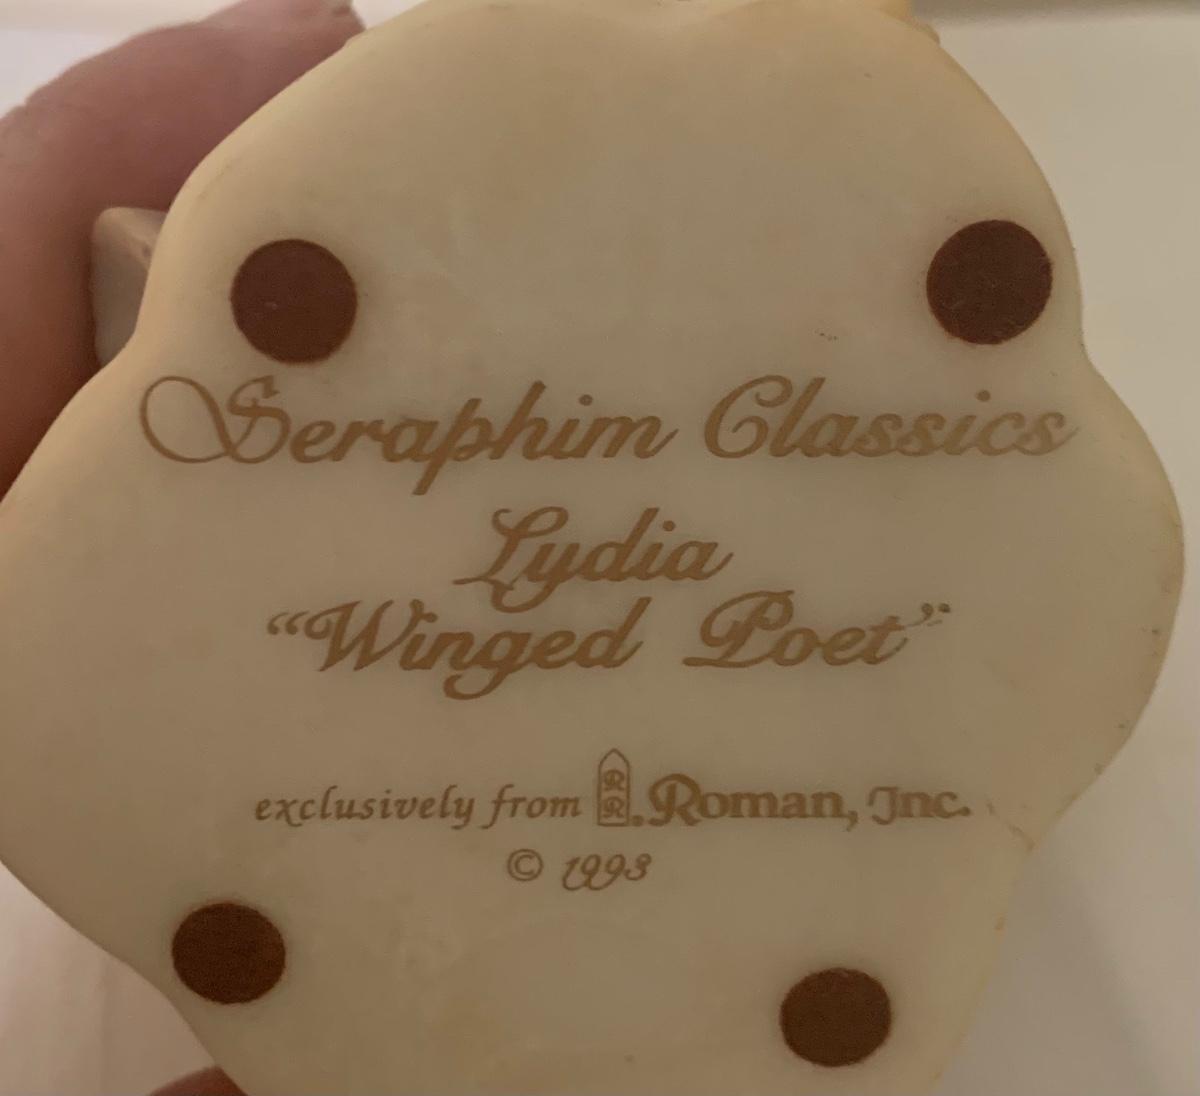 Seraphim Classics
Lydia
“Winged Poet”
exclusively from R R. Roman, Inc.
© 1993